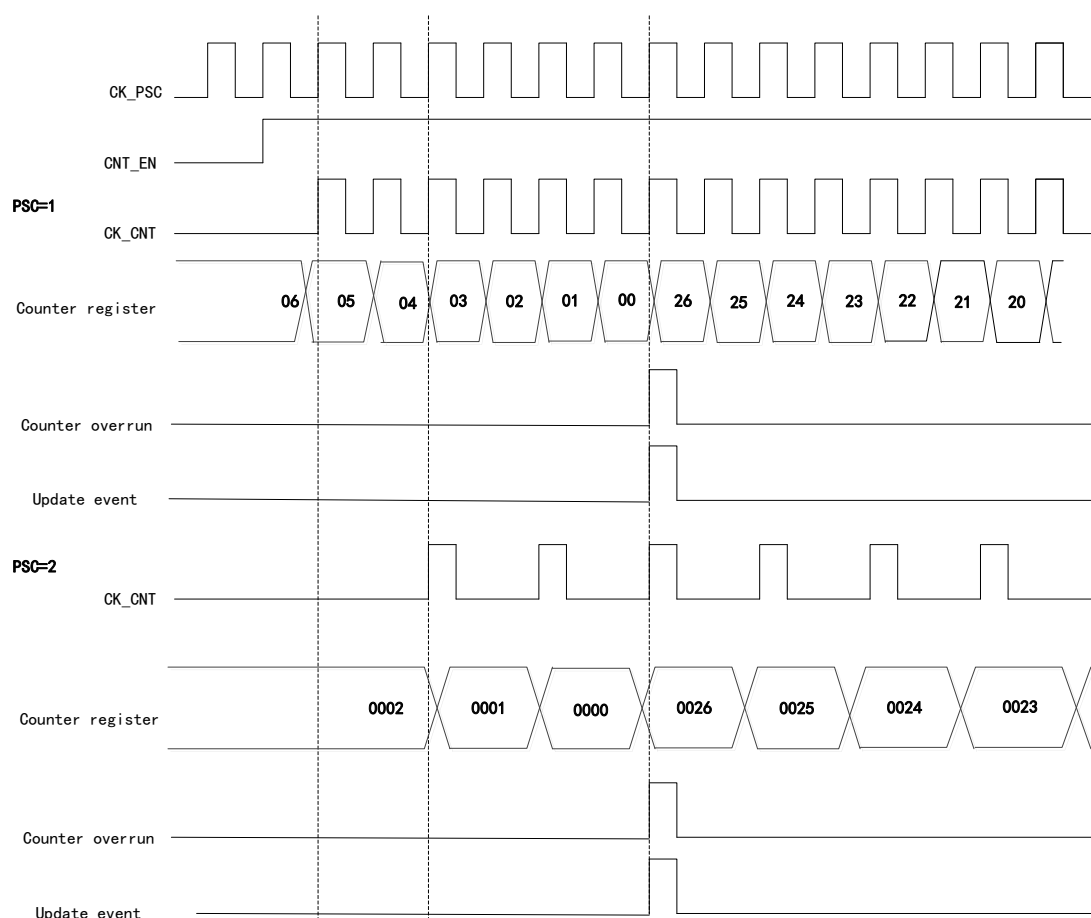 CK_PSC
CNT_EN
PSC=1
CK_CNT
Counter register 06 05 04 03 02 01 00 26 25 24 23 22 21 20
Counter overrun
Update event
PSC=2
CK_CNT
Counter register 0002 0001 0000 0026 0025 0024 0023
Counter overrun
Update event